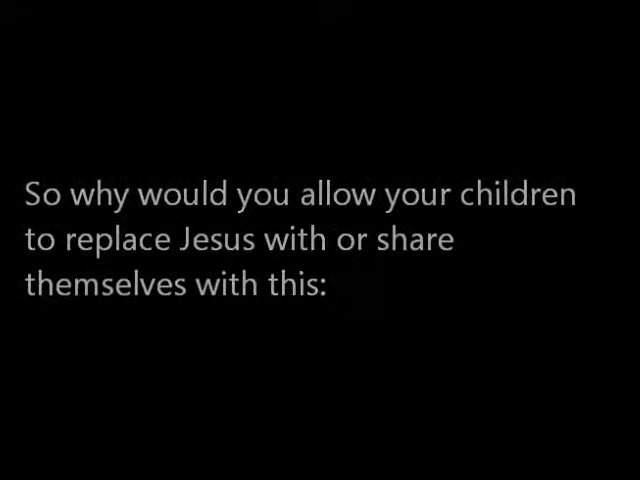 So why would you allow your children
to replace Jesus with or share
themselves with this: